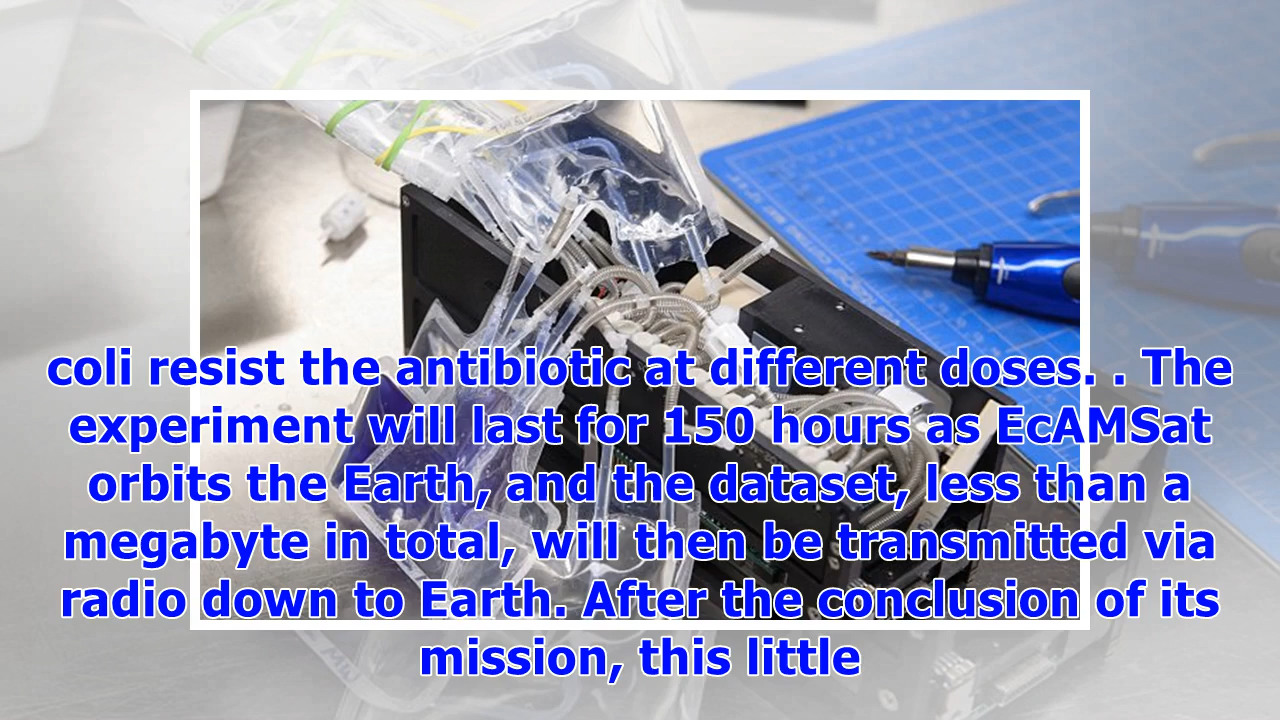 coli resist the antibiotic at different doses. . The
experiment will last for 150 hours as EcAMSat
orbits the Earth, and the dataset, less than a
megabyte in total, will then be transmitted via
radio down to Earth. After the conclusion of its
mission, this little